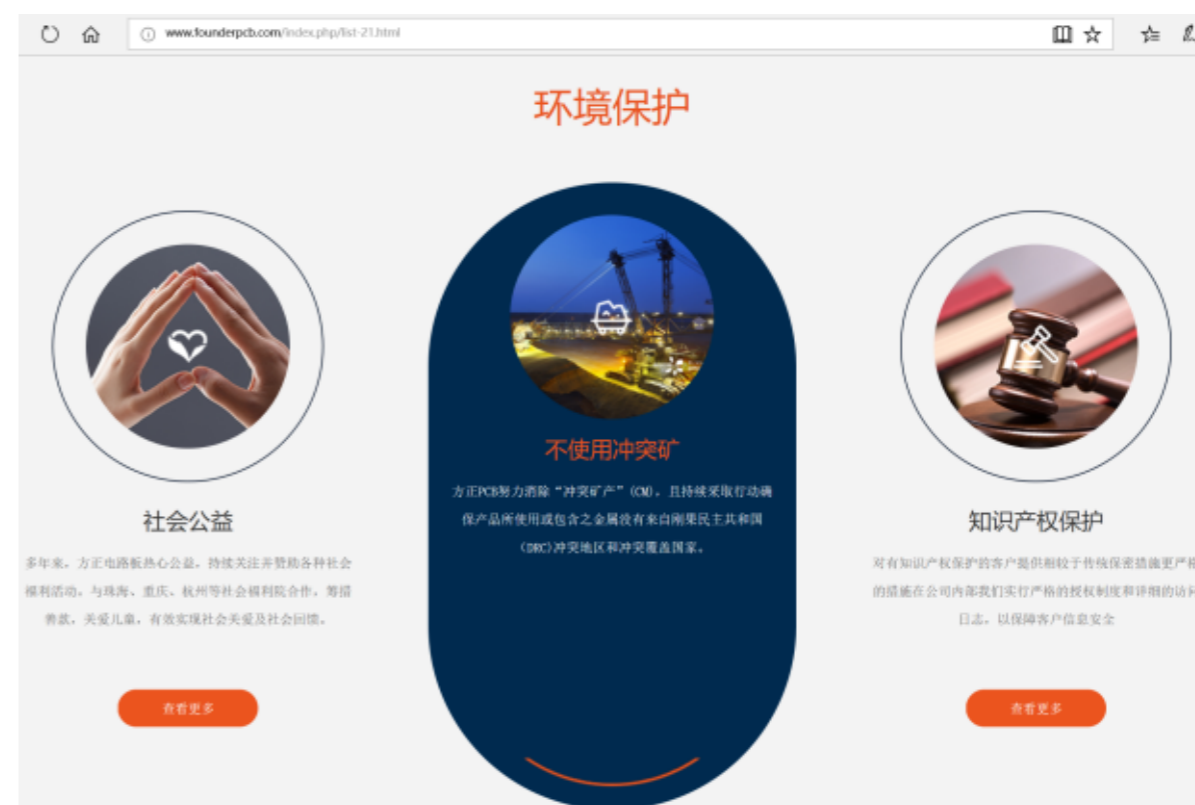 www.founderpcb.com/index.php/list-21.html
环境保护
社会公益
多年来，方正电路板热心公益，持续关注并赞助各种社会
福利活动，与珠海、重庆、杭州等社会福利院合作，筹措
善款，关爱儿童，有效实现社会关爱及社会回馈。
查看更多
不使用冲突矿
方正PCB努力消除“冲突矿产”(CM)，且持续采取行动确
保产品所使用或包含之金属没有来自刚果民主共和国
(DRC)冲突地区和冲突覆盖国家。
知识产权保护
对有知识产权保护的客户提供相较于传统保密措施更严格
的措施在公司内部我们实行严格的授权制度和详细的访问
日志，以保障客户信息安全
查看更多